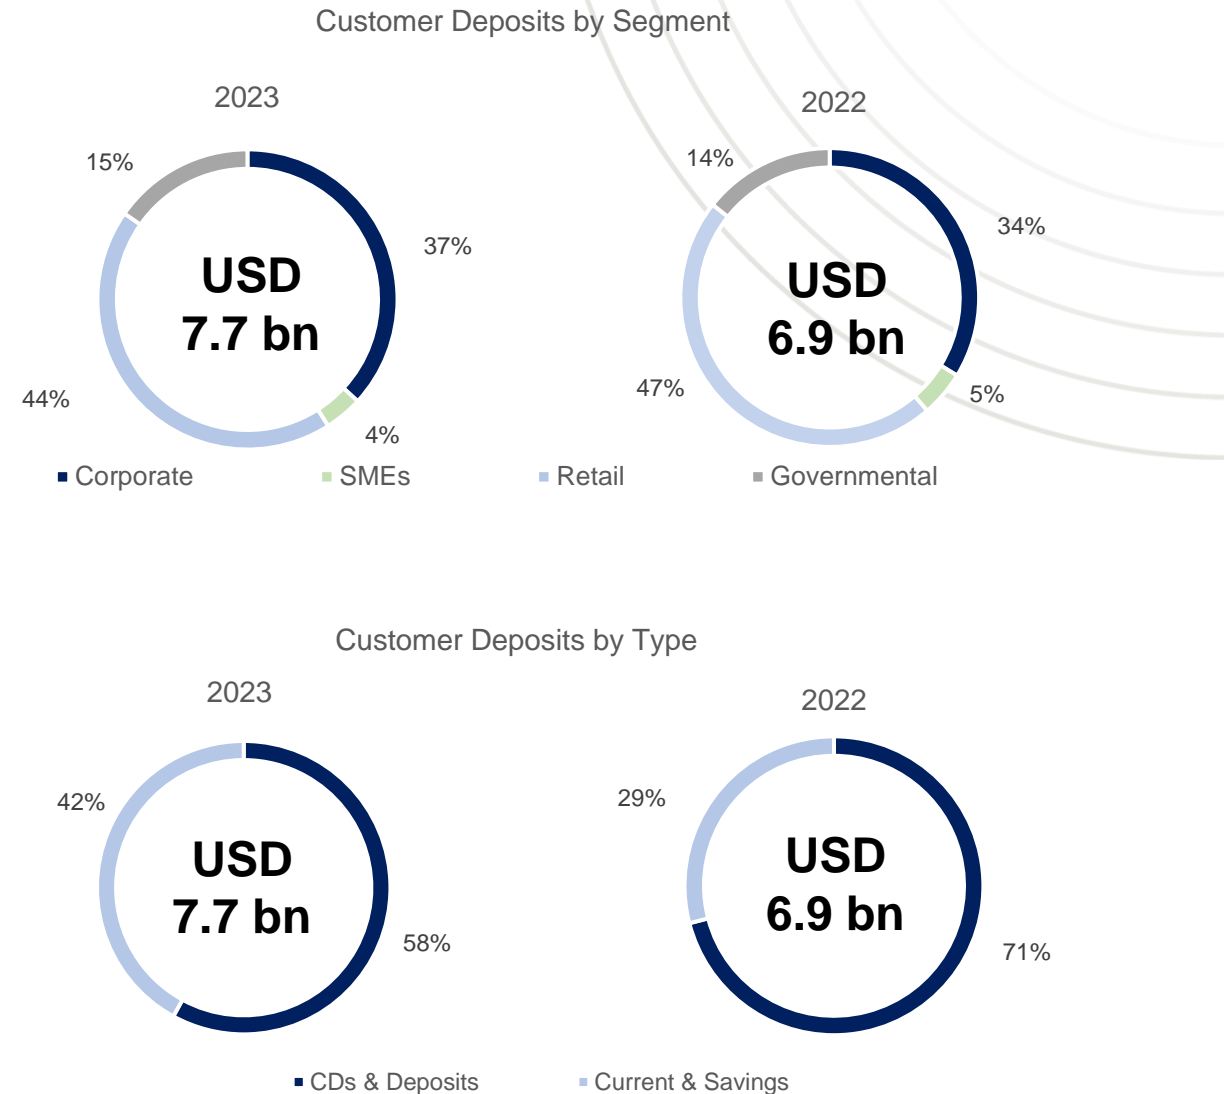 Customer Deposits by Segment
2023
2022
15%
37%
44%
4%
USD
7.7 bn
14%
34%
47%
5%
USD
6.9 bn
Corporate
SMEs
Retail
Governmental
Customer Deposits by Type
2023
2022
42%
58%
USD
7.7 bn
29%
71%
USD
6.9 bn
CDs & Deposits
Current & Savings